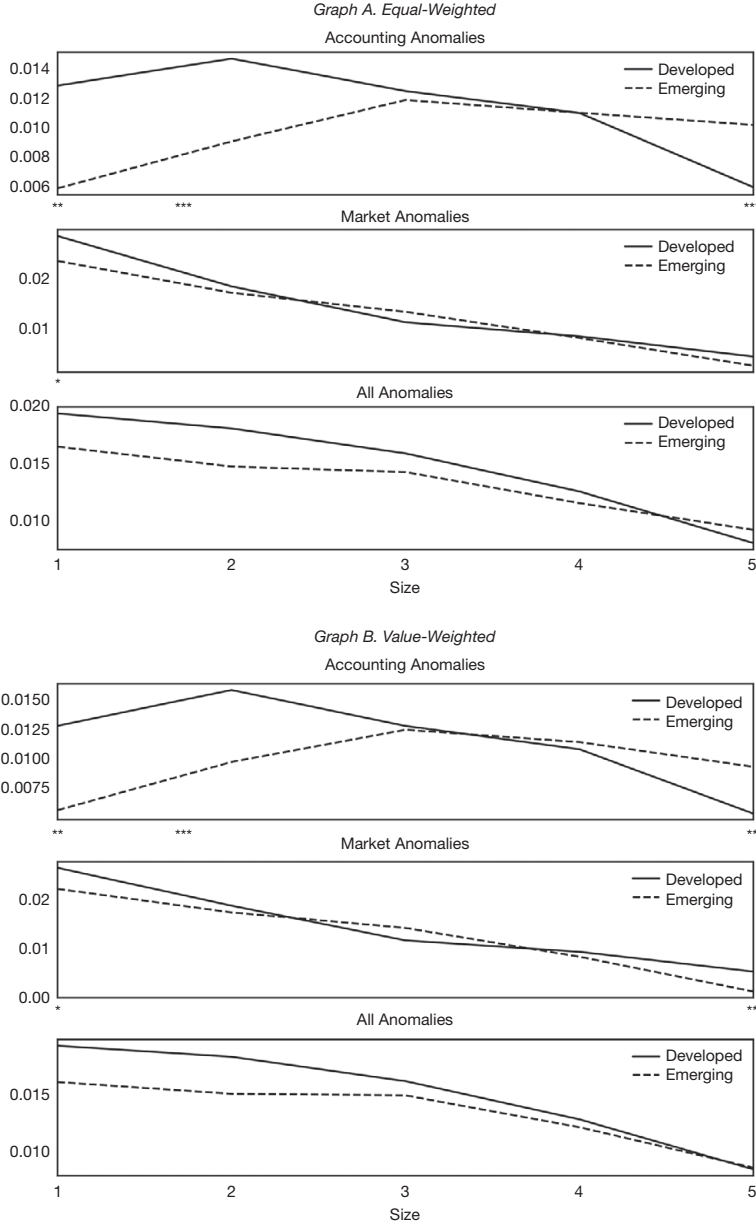 Graph A. Equal-Weighted
Accounting Anomalies
0.014
0.012
0.010
0.008
0.006
Developed
Emerging
** *** **
Market Anomalies
0.02
0.01
Developed
Emerging
*
All Anomalies
0.020
0.015
0.010
Developed
Emerging
1 2 3 4 5
Size
Graph B. Value-Weighted
Accounting Anomalies
0.0150
0.0125
0.0100
0.0075
Developed
Emerging
** *** **
Market Anomalies
0.02
0.01
0.00
Developed
Emerging
* **
All Anomalies
0.015
0.010
Developed
Emerging
1 2 3 4 5
Size